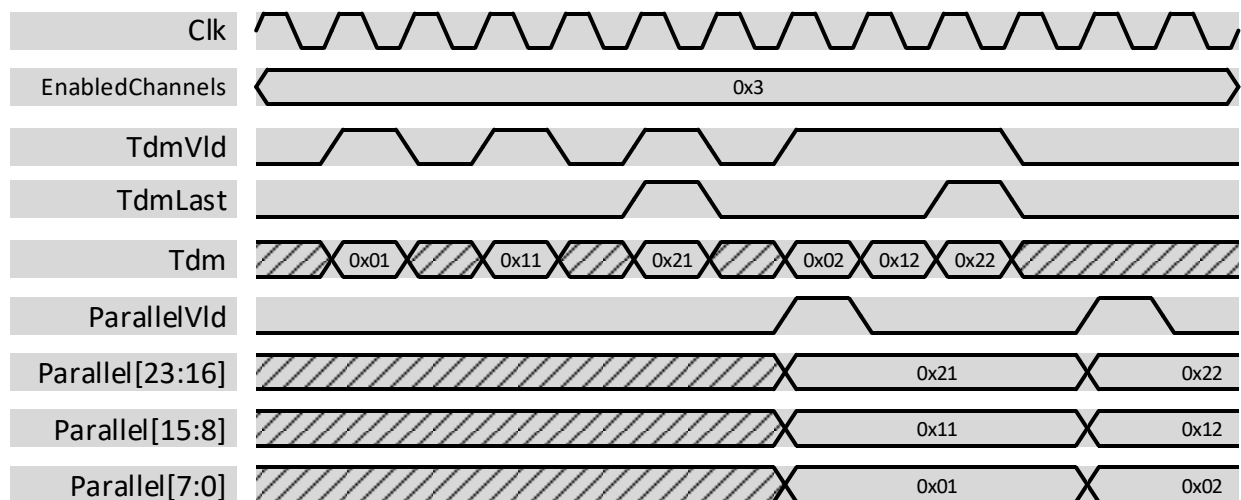 Clk
EnabledChannels 0x3
TdmVld
TdmLast
Tdm 0x01 0x11 0x21 0x02 0x12 0x22
ParallelVld
Parallel[23:16] 0x21 0x22
Parallel[15:8] 0x11 0x12
Parallel[7:0] 0x01 0x02